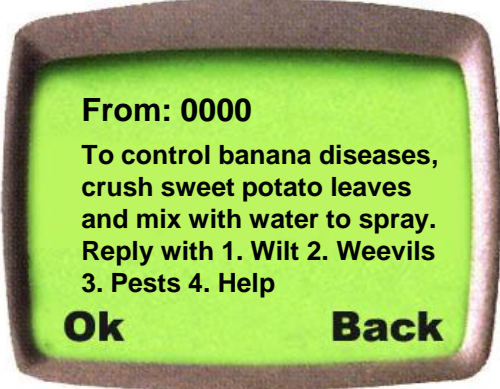 From: 0000
To control banana diseases,
crush sweet potato leaves
and mix with water to spray.
Reply with 1. Wilt 2. Weevils
3. Pests 4. Help
Ok
Back